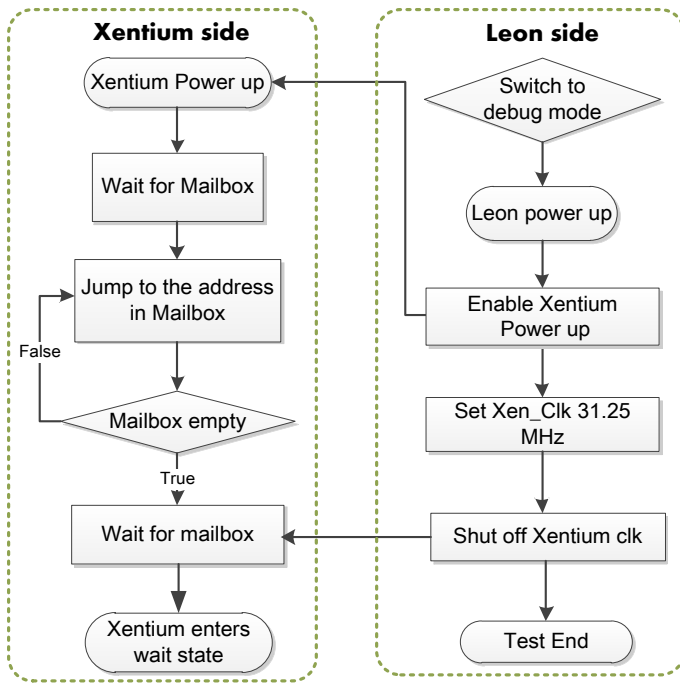 Xentium side
Xentium Power up
Wait for Mailbox
Jump to the address
in Mailbox
False
Mailbox empty
True
Wait for mailbox
Xentium enters
wait state
Leon side
Switch to
debug mode
Leon power up
Enable Xentium
Power up
Set Xen_Clk 31.25
MHz
Shut off Xentium clk
Test End